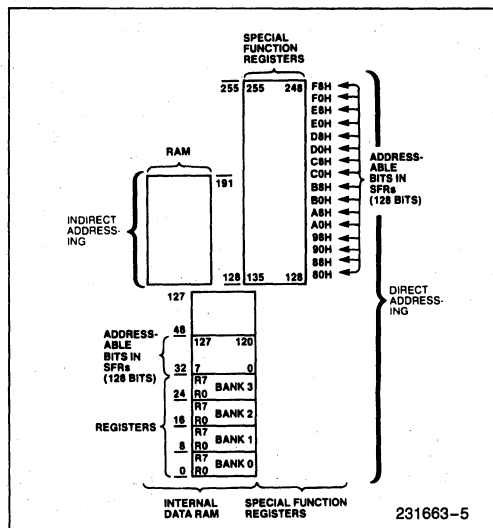 SPECIAL
FUNCTION
REGISTERS
255 255 248
F8H
F0H
E8H
E0H
D8H
D0H
C8H
C0H
B8H
B0H
A8H
A0H
98H
90H
88H
80H
ADDRESS-
ABLE
BITS IN
SFRs
(128 BITS)
RAM
191
INDIRECT
ADDRESS-
ING
128 135 128
DIRECT
ADDRESS-
ING
127
48
ADDRESS-
ABLE
BITS IN
SFRs
(128 BITS)
127 120
32 7 0
R7
R0 BANK 3
24
R7
R0 BANK 2
16
REGISTERS
R7
R0 BANK 1
8
R7
R0 BANK 0
0
INTERNAL
DATA RAM
SPECIAL FUNCTION
REGISTERS
231663-5